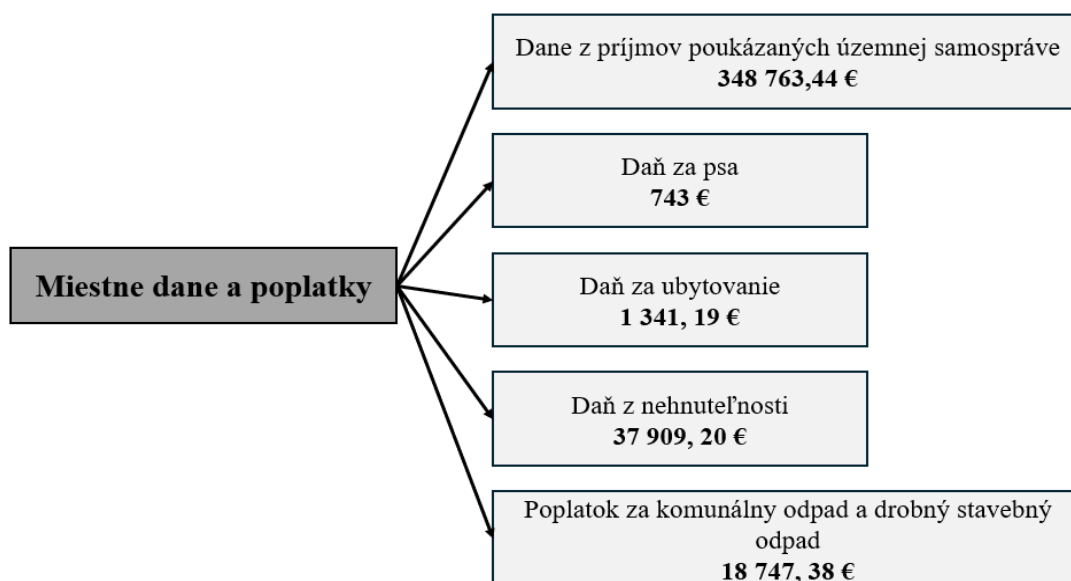 Dane z príjmov poukázaných územnej samospráve
348 763,44 €
Daň za psa
743 €
Miestne dane a poplatky
Daň za ubytovanie
1 341, 19 €
Daň z nehnuteľnosti
37 909, 20 €
Poplatok za komunálny odpad a drobný stavebný
odpad
18 747, 38 €